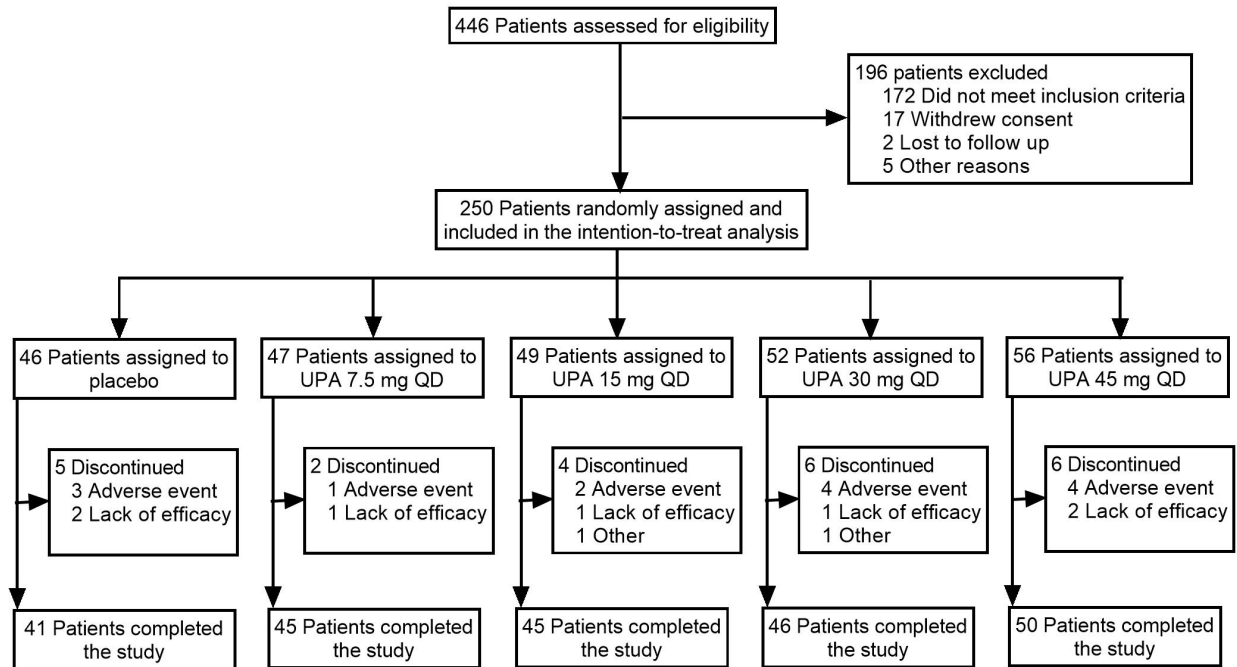 446 Patients assessed for eligibility
196 patients excluded
172 Did not meet inclusion criteria
17 Withdrew consent
2 Lost to follow up
5 Other reasons
250 Patients randomly assigned and
included in the intention-to-treat analysis
46 Patients assigned to
placebo
47 Patients assigned to
UPA 7.5 mg QD
49 Patients assigned to
UPA 15 mg QD
52 Patients assigned to
UPA 30 mg QD
56 Patients assigned to
UPA 45 mg QD
5 Discontinued
3 Adverse event
2 Lack of efficacy
2 Discontinued
1 Adverse event
1 Lack of efficacy
4 Discontinued
2 Adverse event
1 Lack of efficacy
1 Other
6 Discontinued
4 Adverse event
1 Lack of efficacy
1 Other
6 Discontinued
4 Adverse event
2 Lack of efficacy
41 Patients completed
the study
45 Patients completed
the study
45 Patients completed
the study
46 Patients completed
the study
50 Patients completed
the study